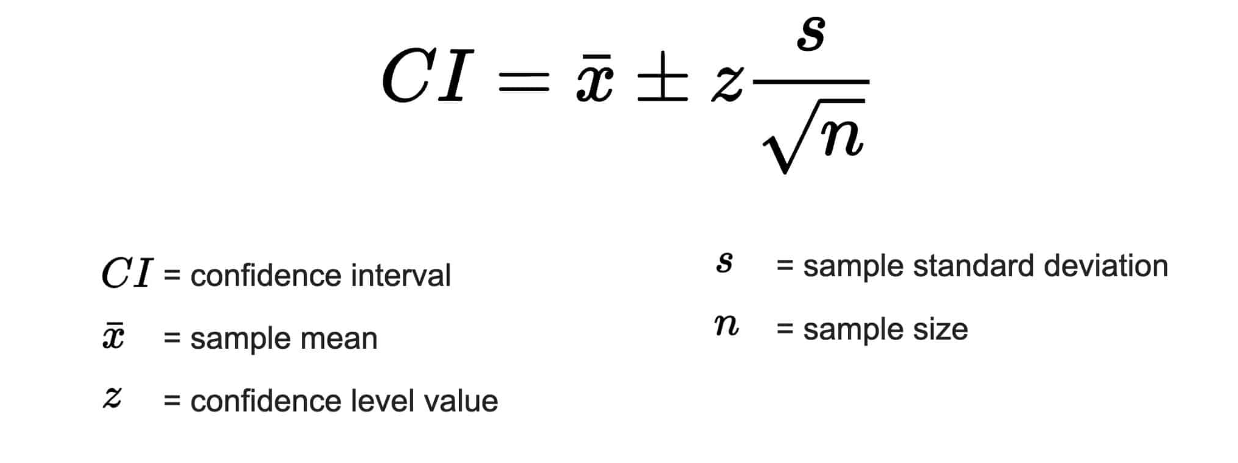 CI = x̄ ± z s/√n
CI = confidence interval
x̄ = sample mean
z = confidence level value
s = sample standard deviation
n = sample size